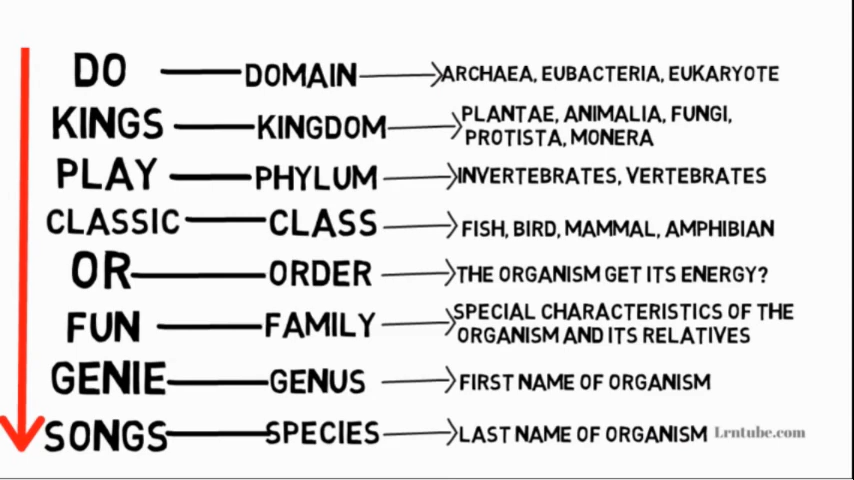 DO DOMAIN ARCHAEA, EUBACTERIA, EUKARYOTE
KINGS KINGDOM PLANTAE, ANIMALIA, FUNGI,
PROTISTA, MONERA
PLAY PHYLUM INVERTEBRATES, VERTEBRATES
CLASSIC CLASS FISH, BIRD, MAMMAL, AMPHIBIAN
OR ORDER THE ORGANISM GET ITS ENERGY?
FUN FAMILY SPECIAL CHARACTERISTICS OF THE
ORGANISM AND ITS RELATIVES
GENIE GENUS FIRST NAME OF ORGANISM
SONGS SPECIES LAST NAME OF ORGANISM Lrntube.com